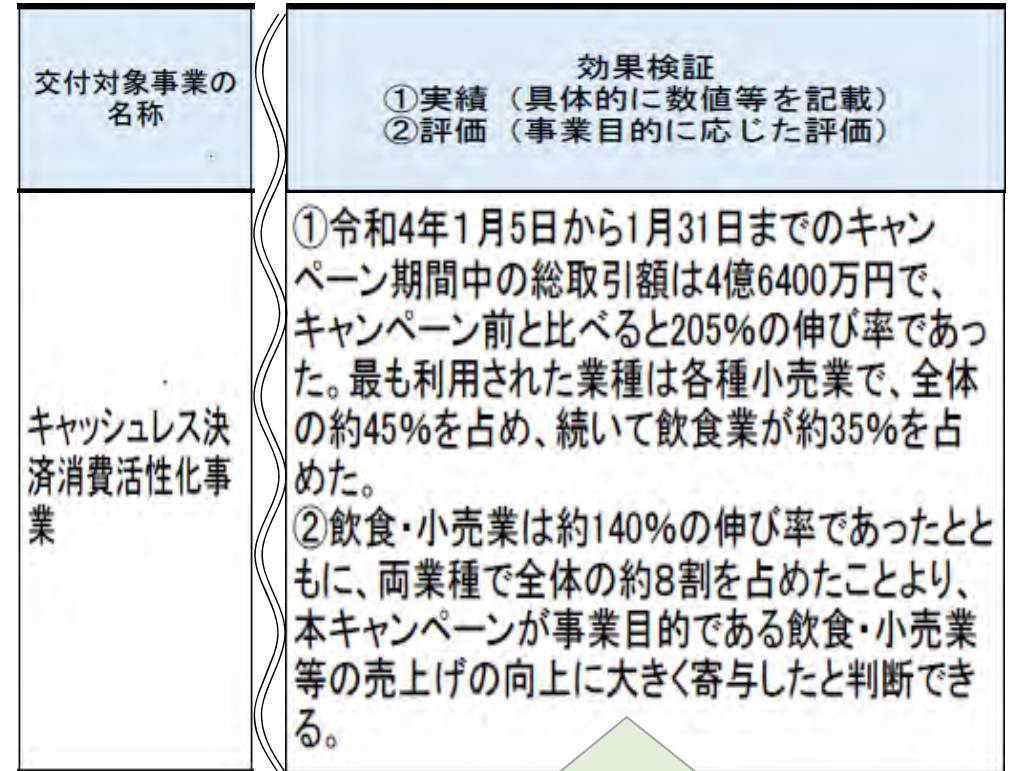 交付対象事業の
名称
効果検証
①実績（具体的に数値等を記載）
②評価（事業目的に応じた評価）
キャッシュレス決
済消費活性化事
業
①令和4年1月5日から1月31日までのキャン
ペーン期間中の総取引額は4億6400万円で、
キャンペーン前と比べると205%の伸び率であっ
た。最も利用された業種は各種小売業で、全体
の約45%を占め、続いて飲食業が約35%を占
めた。
②飲食・小売業は約140%の伸び率であったとと
もに、両業種で全体の約8割を占めたことより、
本キャンペーンが事業目的である飲食・小売業
等の売上げの向上に大きく寄与したと判断でき
る。